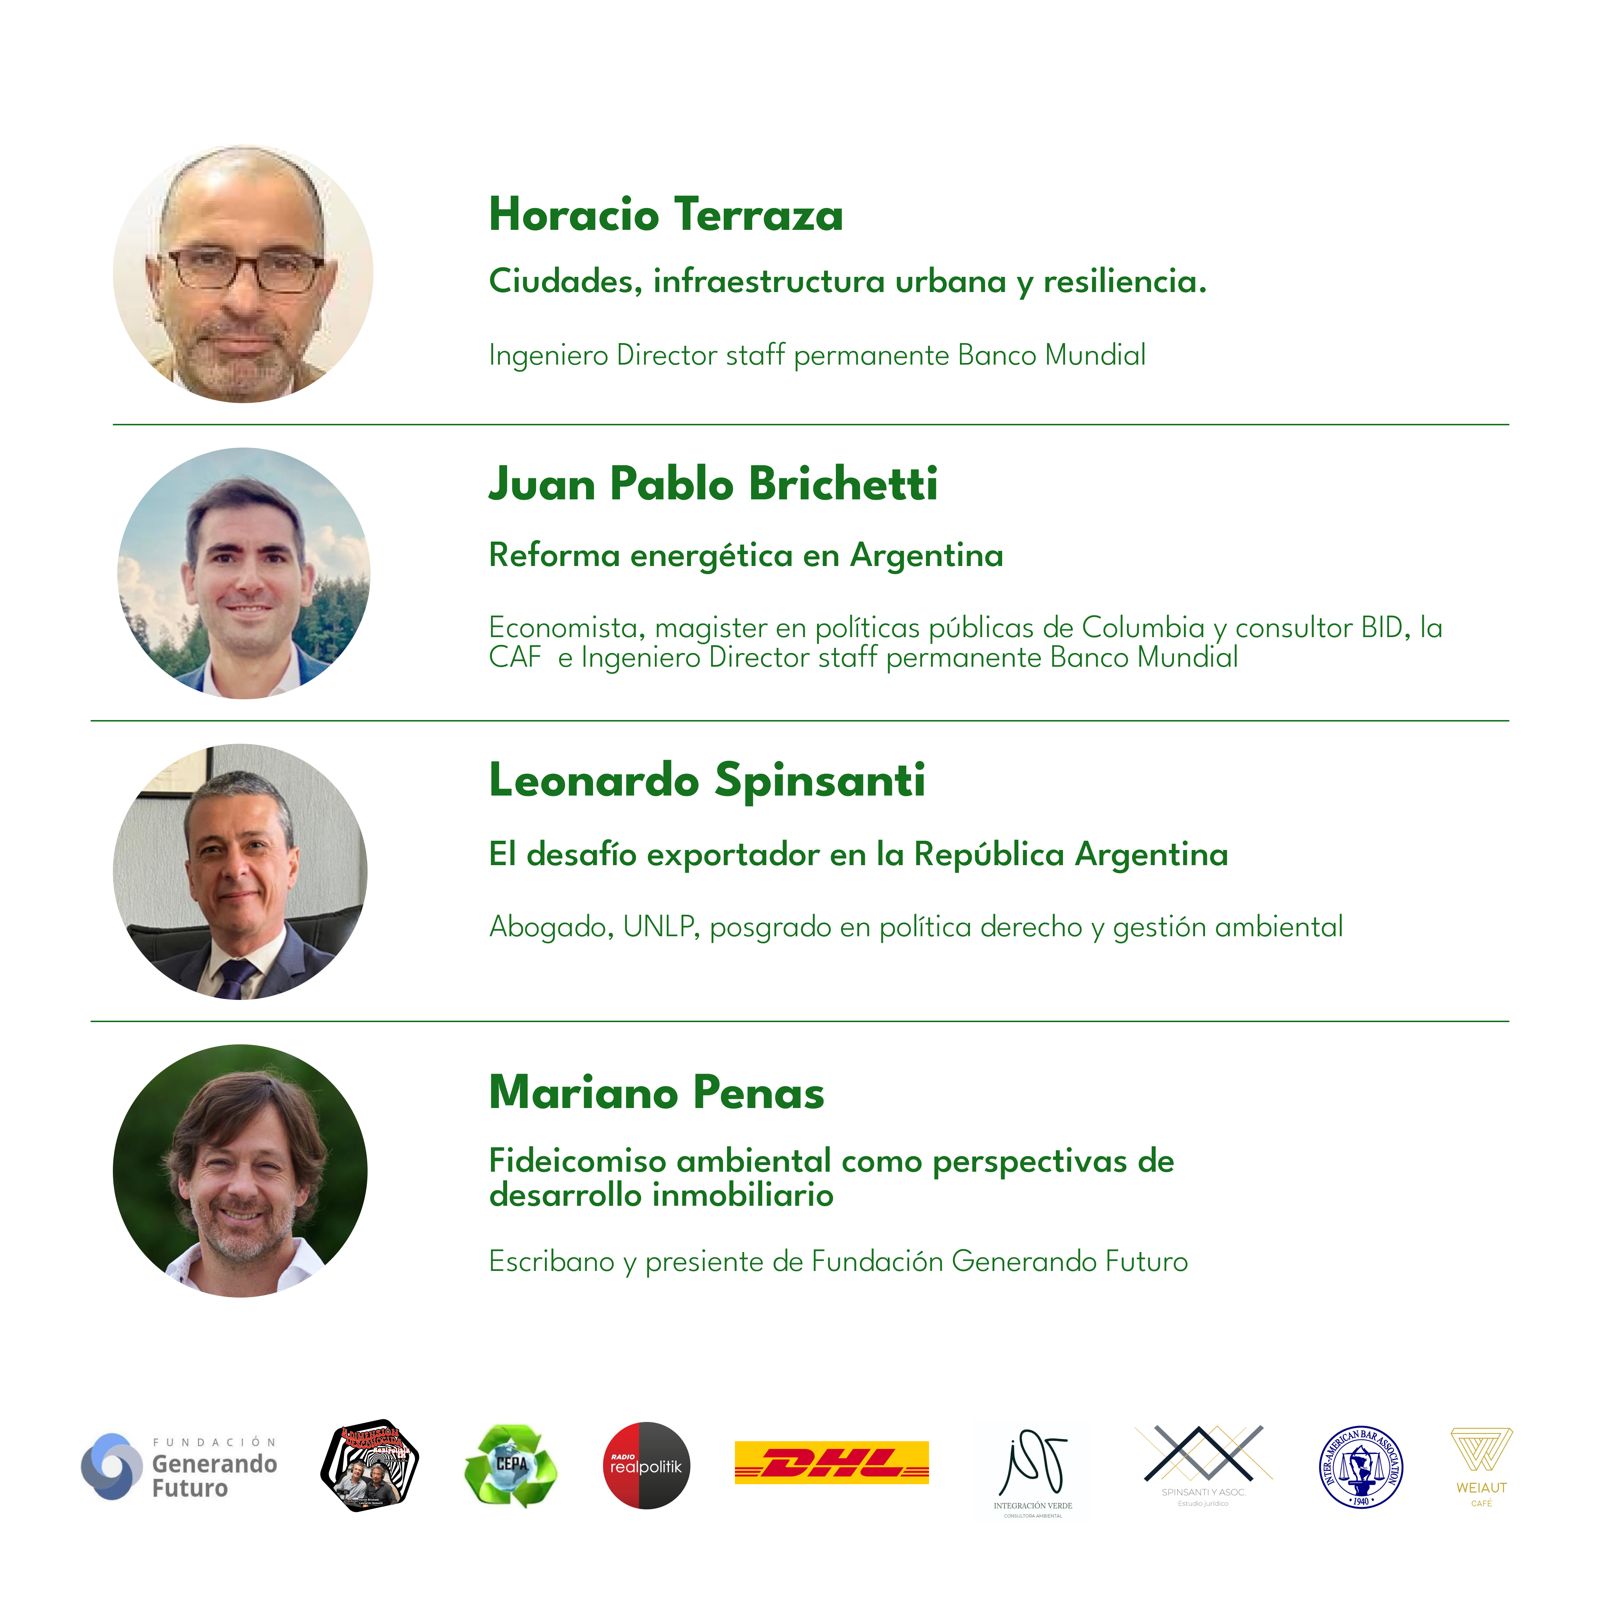 Horacio Terraza
Ciudades, infraestructura urbana y resiliencia.
Ingeniero Director staff permanente Banco Mundial
Juan Pablo Brichetti
Reforma energética en Argentina
Economista, magister en políticas públicas de Columbia y consultor BID, la
CAF e Ingeniero Director staff permanente Banco Mundial
Leonardo Spinsanti
El desafío exportador en la República Argentina
Abogado, UNLP, posgrado en política derecho y gestión ambiental
Mariano Penas
Fideicomiso ambiental como perspectivas de
desarrollo inmobiliario
Escribano y presiente de Fundación Generando Futuro
FUNDACIÓN
Generando
Futuro
CEPA
RADIO
realpolitik
DHL
INTEGRACIÓN VERDE
CONSULTORA AMBIENTAL
SPINSANTI Y ASOC.
Estudio jurídico
INTER-AMERICAN BAR ASSOCIATION
• 1940 •
WEIAUT
CAFÉ